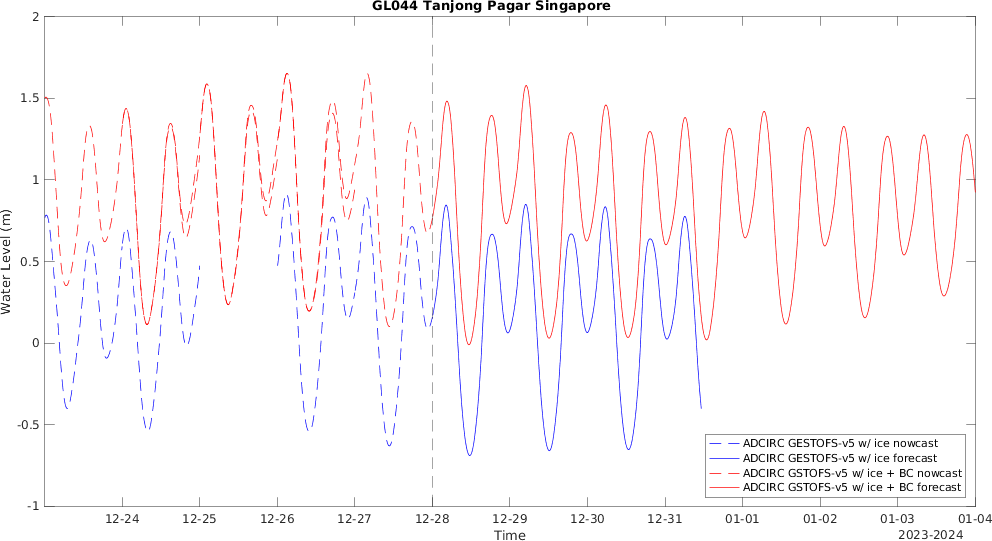 GL044 Tanjong Pagar Singapore
2
1.5
1
0.5
0
-0.5
-1
Water Level (m)
ADCIRC GESTOFS-v5 w/ ice nowcast
ADCIRC GESTOFS-v5 w/ ice forecast
ADCIRC GSTOFS-v5 w/ ice + BC nowcast
ADCIRC GSTOFS-v5 w/ ice + BC forecast
12-24 12-25 12-26 12-27 12-28 12-29 12-30 12-31 01-01 01-02 01-03 01-04
Time
2023-2024